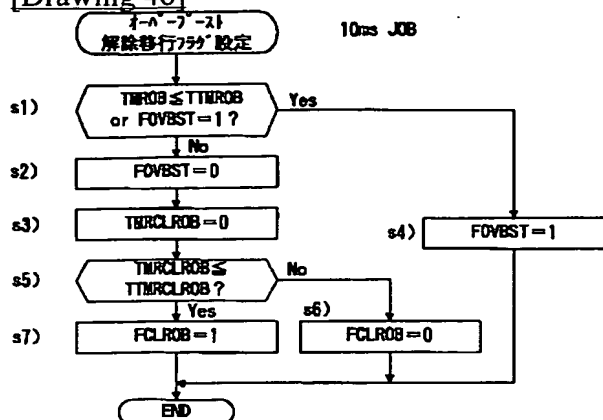 [Drawing 40]
オーバーブースト
解除移行フラグ設定
10ms JOB
s1)
TMROB≦TTMROB
or FOVBST=1?
Yes
No
s2)
FOVBST=0
s3)
TMRCLROB=0
s4)
FOVBST=1
s5)
TMRCLROB≦
TTMRCLROB?
No
Yes
s6)
FCLROB=0
s7)
FCLROB=1
END